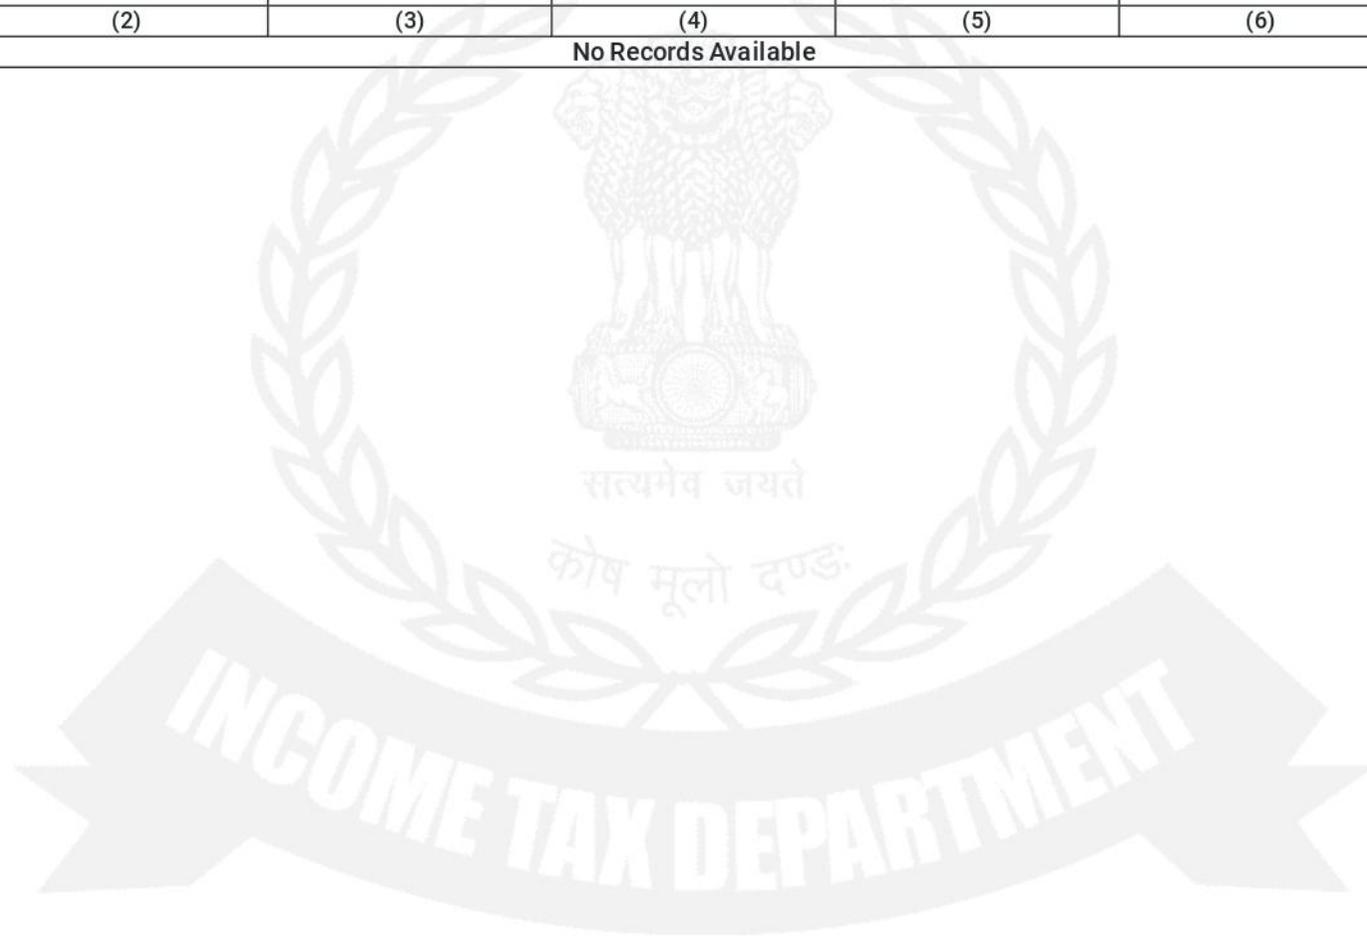 (2) (3) (4) (5) (6)
No Records Available
सत्यमेव जयते
कोष मूलो दण्डः
INCOME TAX DEPARTMENT